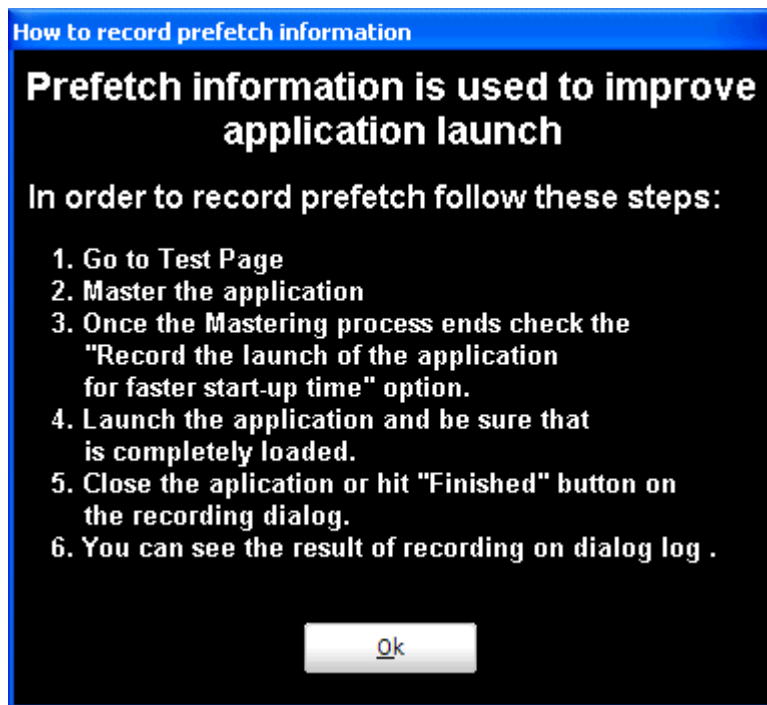 How to record prefetch information
Prefetch information is used to improve
application launch
In order to record prefetch follow these steps:
1. Go to Test Page
2. Master the application
3. Once the Mastering process ends check the
"Record the launch of the application
for faster start-up time" option.
4. Launch the application and be sure that
is completely loaded.
5. Close the aplication or hit "Finished" button on
the recording dialog.
6. You can see the result of recording on dialog log .
Ok